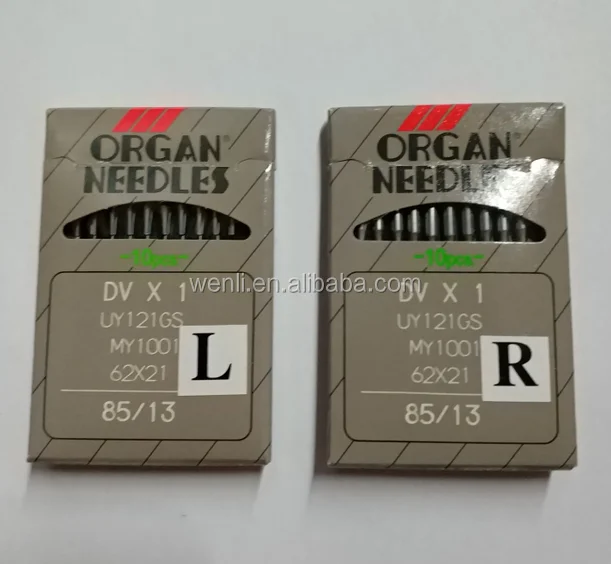 ORGAN®
NEEDLES
-10pcs-
DV X 1
UY121GS
MY1001
62X21
85/13
L
ORGAN®
NEEDLES
-10pcs-
DV X 1
UY121GS
MY1001
62X21
85/13
R
wenli.en.alibaba.com